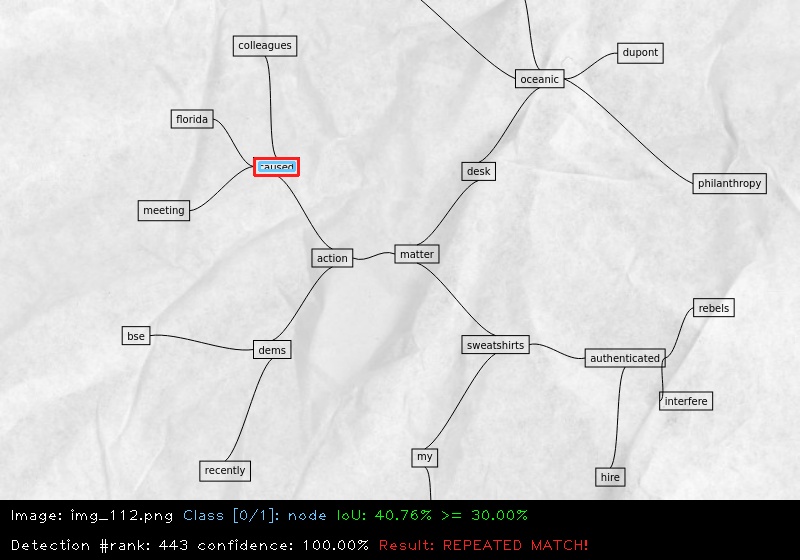 colleagues
dupont
oceanic
florida
caused
desk
philanthropy
meeting
action
matter
rebels
bse
dems
sweatshirts
authenticated
interfere
my
recently
hire
Image: img_112.png Class [0/1]: node IoU: 40.76% >= 30.00%
Detection #rank: 443 confidence: 100.00% Result: REPEATED MATCH!